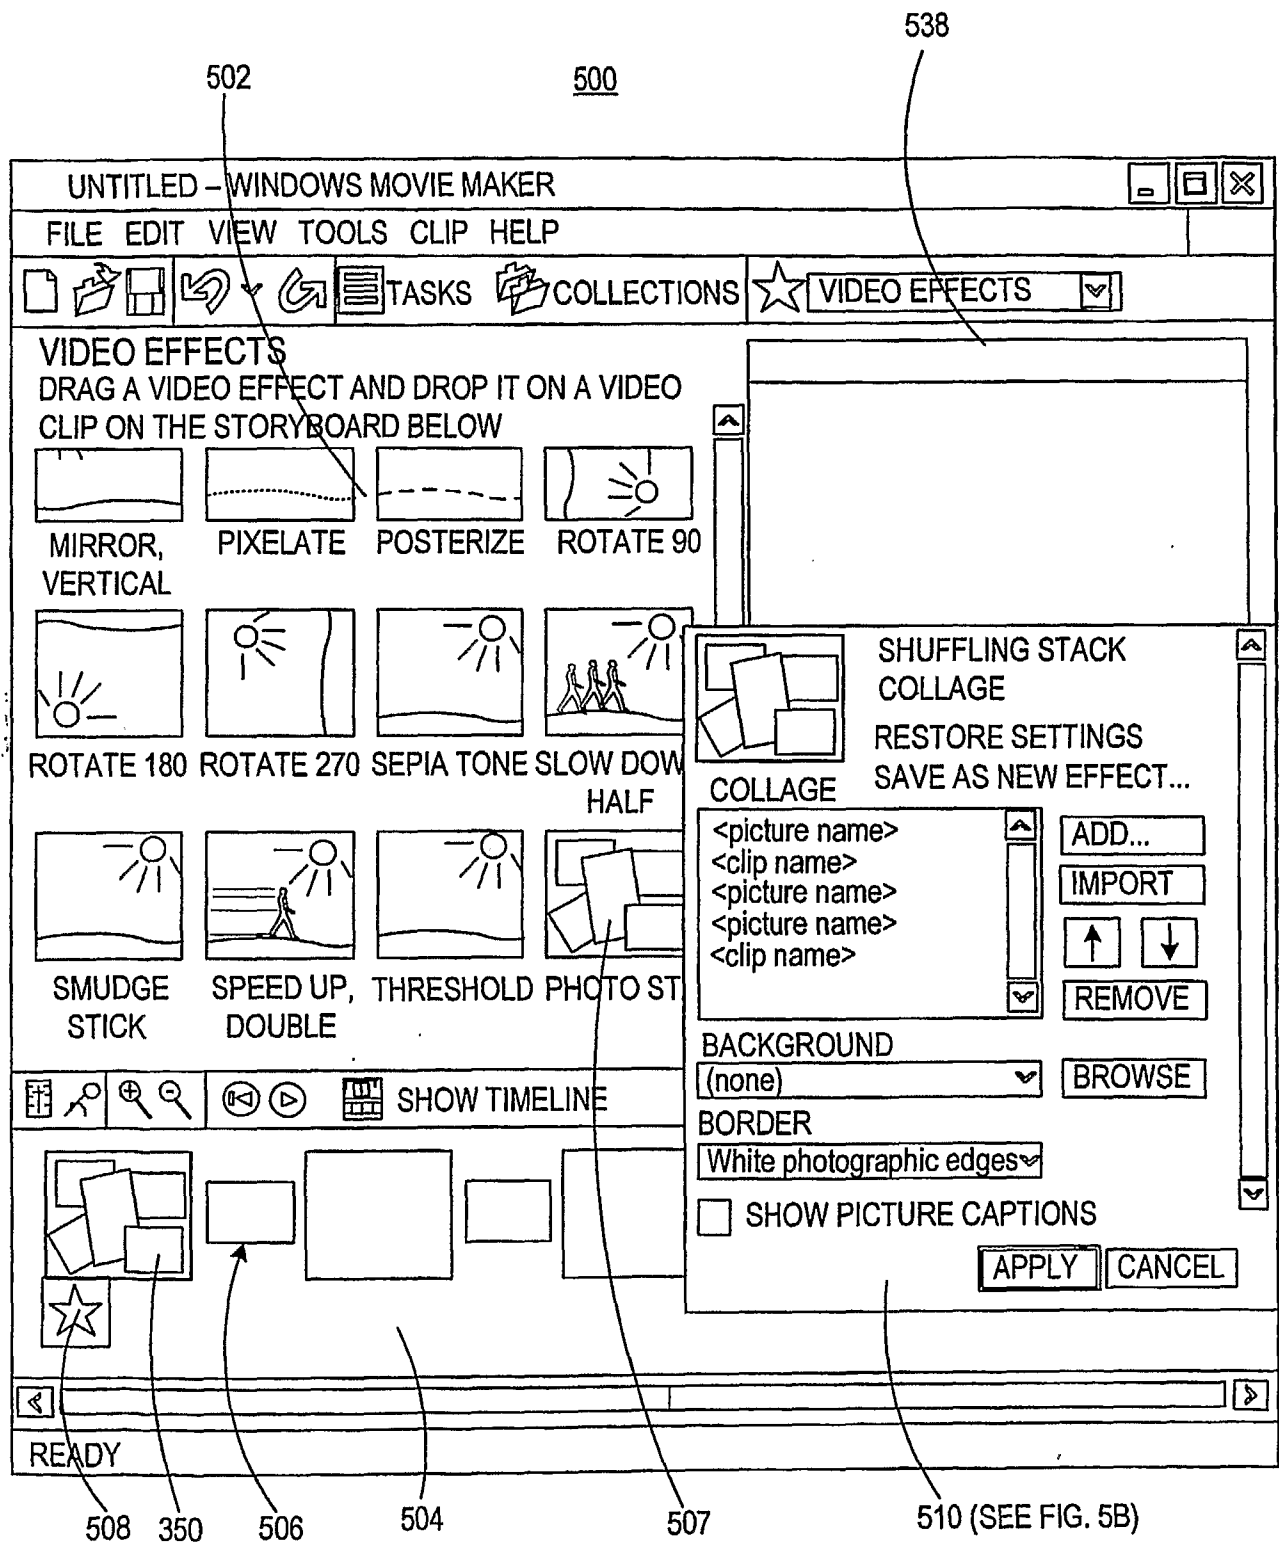 538
502
500
UNTITLED – WINDOWS MOVIE MAKER
FILE EDIT VIEW TOOLS CLIP HELP
TASKS COLLECTIONS VIDEO EFFECTS
VIDEO EFFECTS
DRAG A VIDEO EFFECT AND DROP IT ON A VIDEO
CLIP ON THE STORYBOARD BELOW
MIRROR, VERTICAL
PIXELATE
POSTERIZE
ROTATE 90
ROTATE 180
ROTATE 270
SEPIA TONE
SLOW DOW
HALF
SMUDGE STICK
SPEED UP, DOUBLE
THRESHOLD
PHOTO ST
SHUFFLING STACK
COLLAGE
RESTORE SETTINGS
SAVE AS NEW EFFECT...
COLLAGE
<picture name>
<clip name>
<picture name>
<picture name>
<clip name>
ADD...
IMPORT
REMOVE
BACKGROUND
(none)
BROWSE
BORDER
White photographic edges
SHOW PICTURE CAPTIONS
APPLY CANCEL
SHOW TIMELINE
READY
508 350 506 504 507 510 (SEE FIG. 5B)